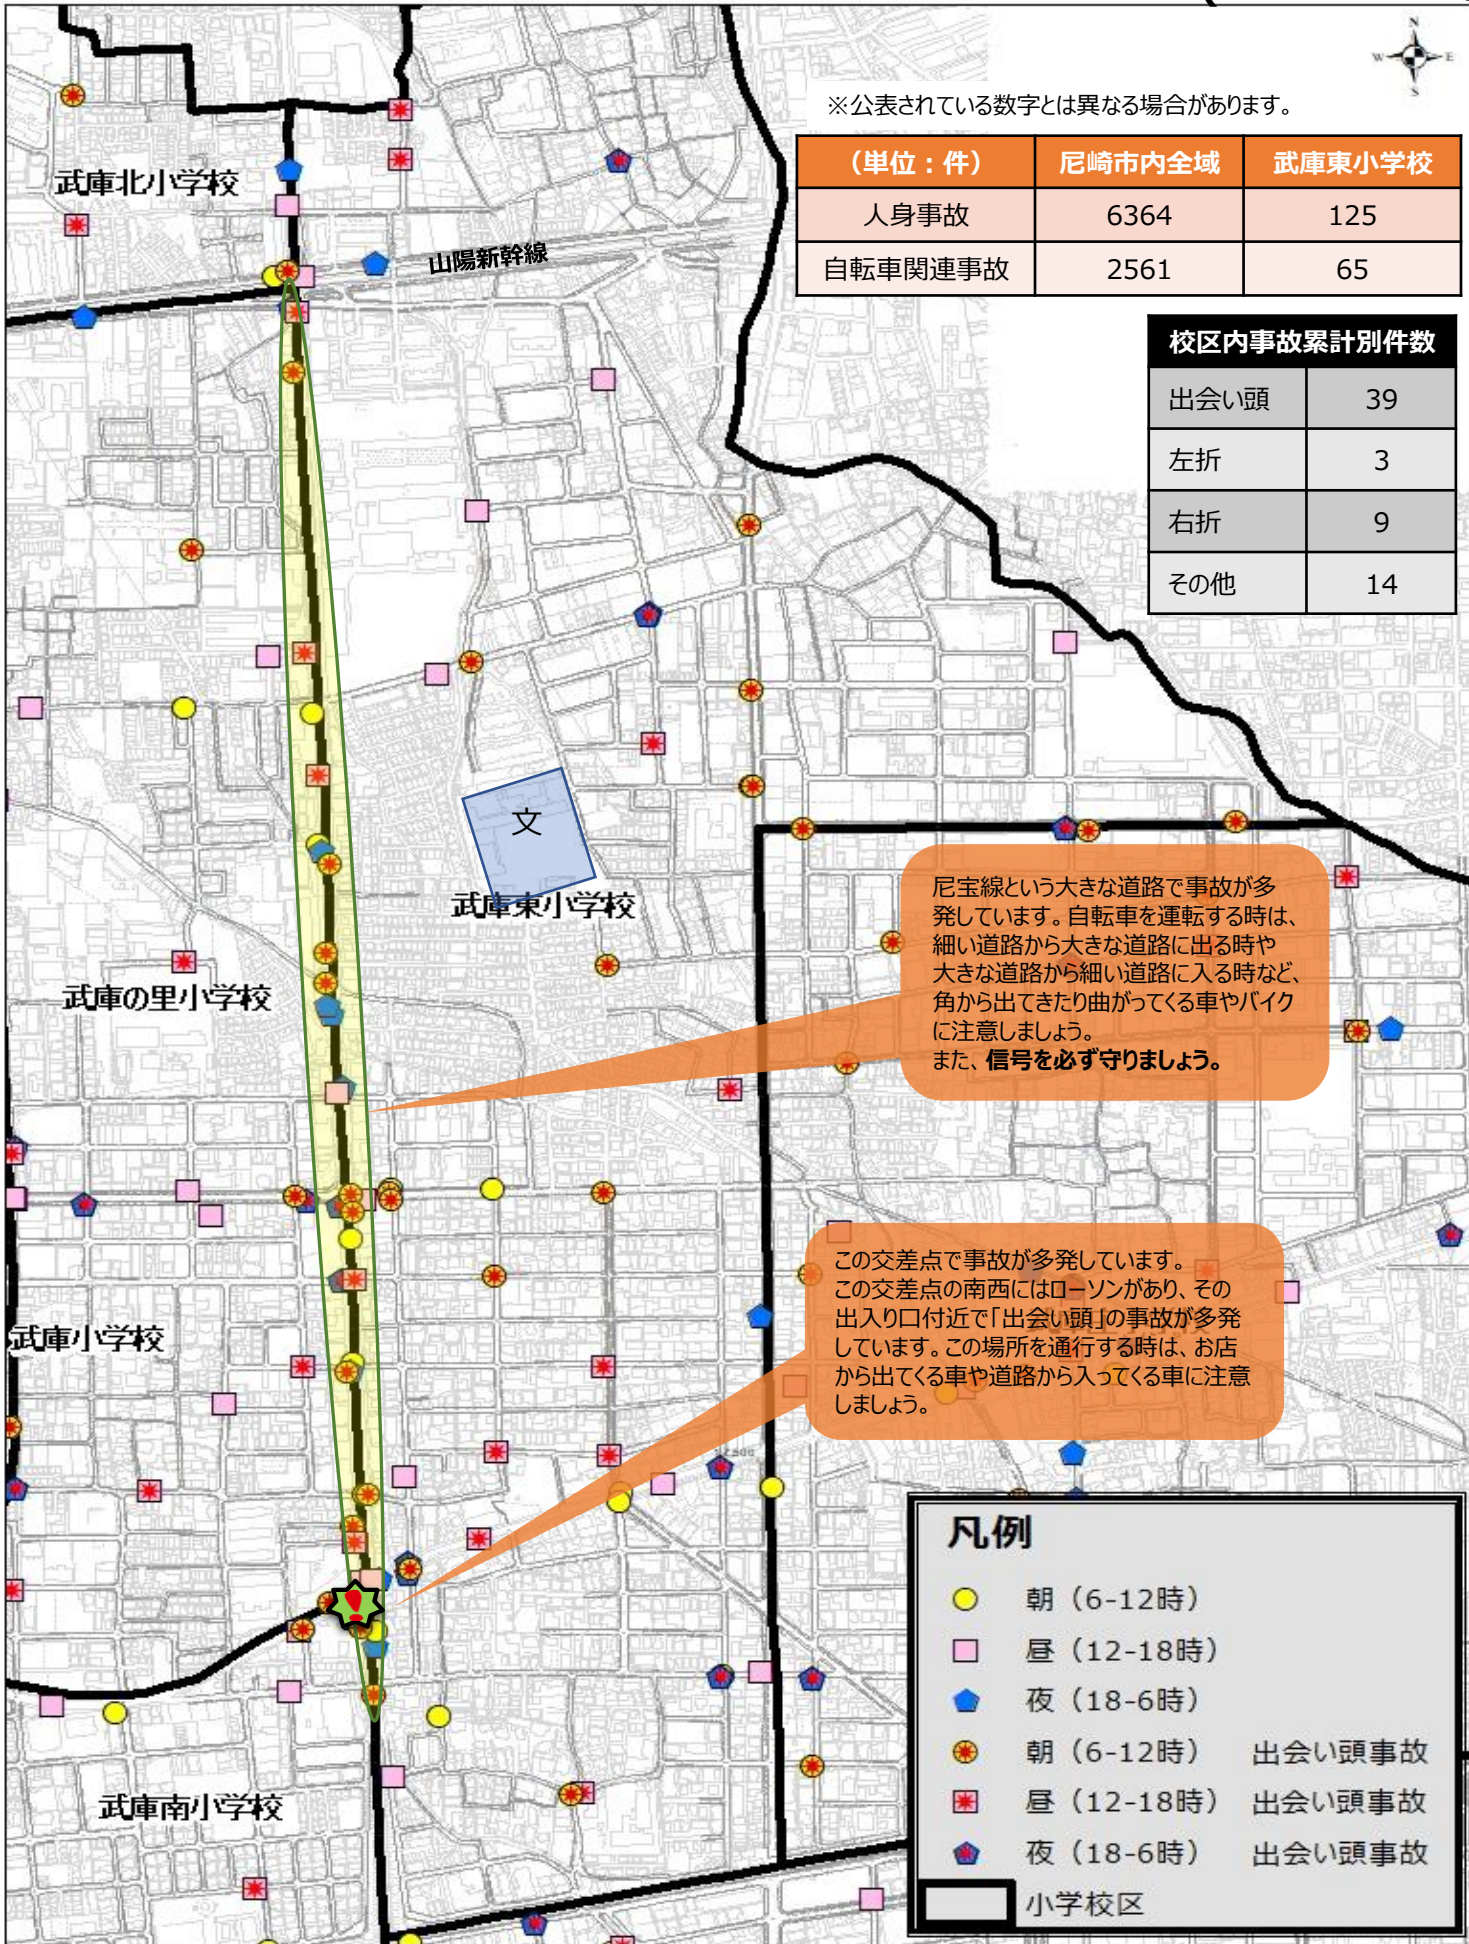 N
W E
S
※公表されている数字とは異なる場合があります。
（単位：件） 尼崎市内全域 武庫東小学校
人身事故 6364 125
自転車関連事故 2561 65
校区内事故累計別件数
出会い頭 39
左折 3
右折 9
その他 14
武庫北小学校
山陽新幹線
文
武庫東小学校
武庫の里小学校
尼宝線という大きな道路で事故が多
発しています。自転車を運転する時は、
細い道路から大きな道路に出る時や
大きな道路から細い道路に入る時など、
角から出てきたり曲がってくる車やバイク
に注意しましょう。
また、信号を必ず守りましょう。
この交差点で事故が多発しています。
この交差点の南西にはローソンがあり、その
出入り口付近で「出会い頭」の事故が多発
しています。この場所を通行する時は、お店
から出てくる車や道路から入ってくる車に注意
しましょう。
武庫小学校
武庫南小学校
凡例
朝（6-12時）
昼（12-18時）
夜（18-6時）
朝（6-12時） 出会い頭事故
昼（12-18時） 出会い頭事故
夜（18-6時） 出会い頭事故
小学校区